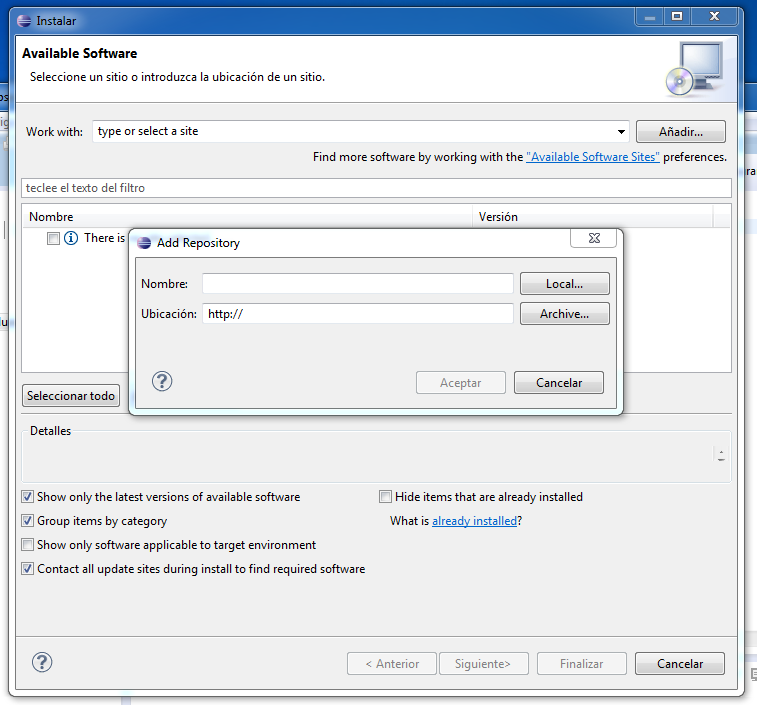 Instalar
Available Software
Seleccione un sitio o introduzca la ubicación de un sitio.
Work with: type or select a site Añadir...
Find more software by working with the "Available Software Sites" preferences.
teclee el texto del filtro
Nombre Versión
There is
Add Repository
Nombre: Local...
Ubicación: http:// Archive...
Aceptar Cancelar
Seleccionar todo
Detalles
Show only the latest versions of available software Hide items that are already installed
Group items by category What is already installed?
Show only software applicable to target environment
Contact all update sites during install to find required software
< Anterior Siguiente> Finalizar Cancelar